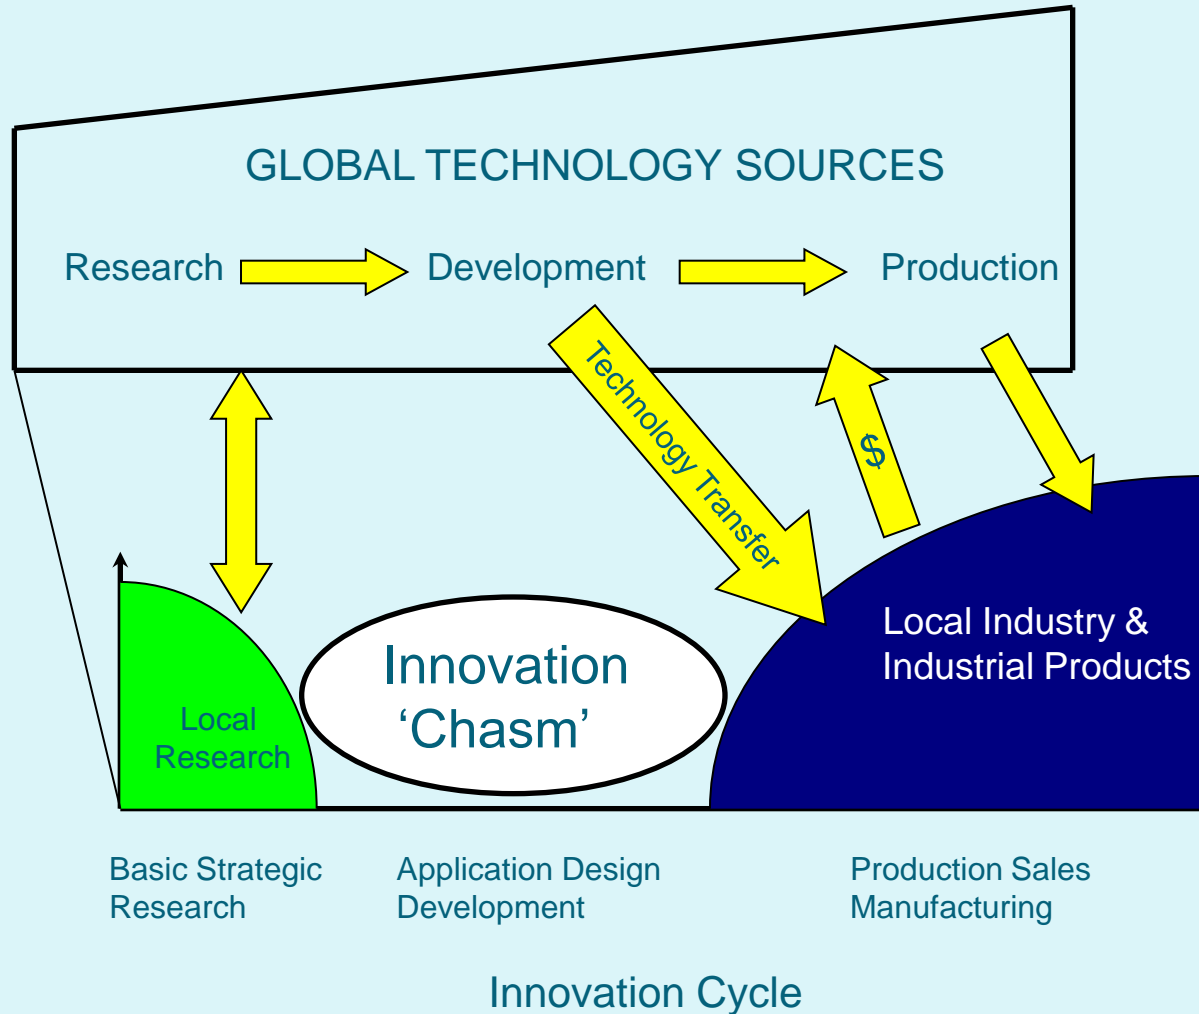 GLOBAL TECHNOLOGY SOURCES
Research
Development
Production
Technology Transfer
$
Local Industry &
Industrial Products
Innovation
‘Chasm’
Local
Research
Basic Strategic
Research
Application Design
Development
Production Sales
Manufacturing
Innovation Cycle